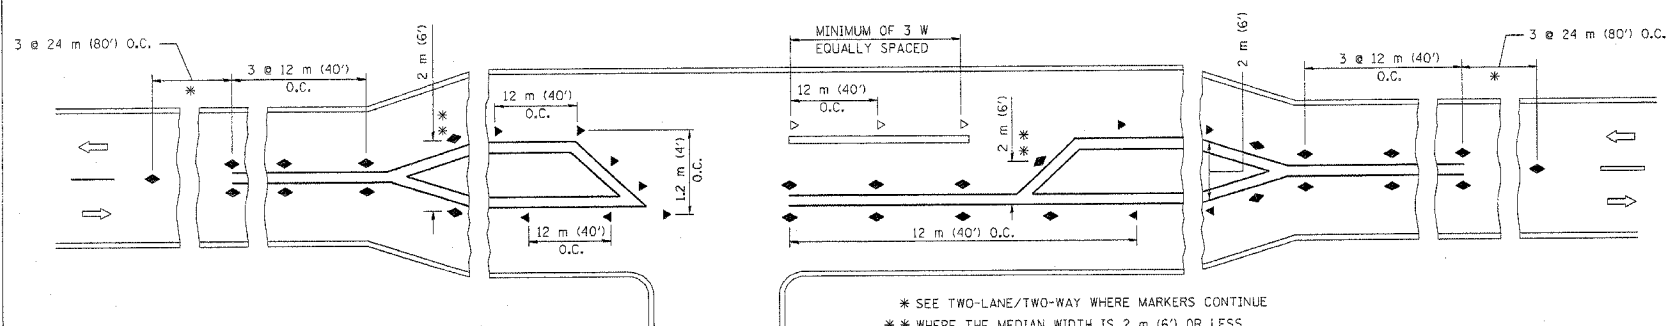 3 @ 24 m (80') O.C.
*
3 @ 12 m (40')
O.C.
2 m (6')
**
12 m (40')
O.C.
12 m (40')
O.C.
1.2 m (4')
O.C.
MINIMUM OF 3 W
EQUALLY SPACED
12 m (40')
O.C.
2 m (6')
**
12 m (40') O.C.
2 m (6')
3 @ 12 m (40')
O.C.
*
3 @ 24 m (80') O.C.
* SEE TWO-LANE/TWO-WAY WHERE MARKERS CONTINUE
** WHERE THE MEDIAN WIDTH IS 2 m (6') OR LESS